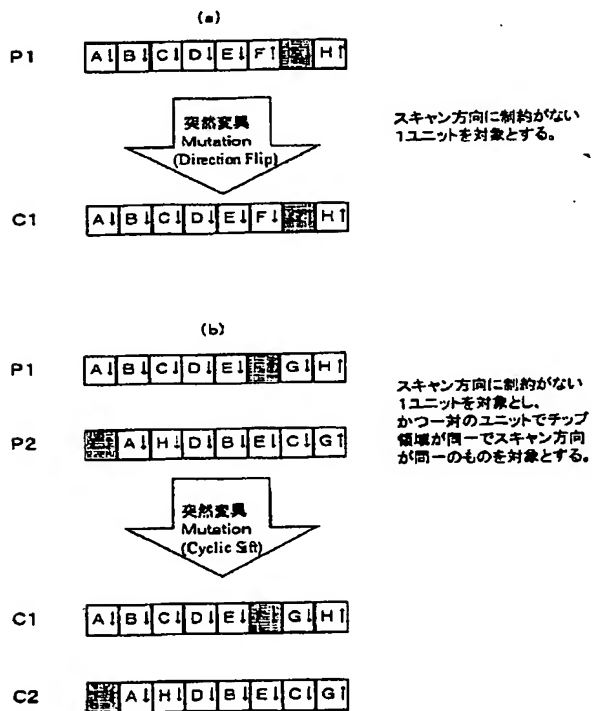 (a)
P1 A↓ B↓ C↓ D↓ E↓ F↑ H↑
突然変異
Mutation
(Direction Flip)
スキャン方向に制約がない
1ユニットを対象とする。
C1 A↓ B↓ C↓ D↓ E↓ F↓ H↑
(b)
P1 A↓ B↓ C↓ D↓ E↓ G↓ H↑
P2 A↓ H↓ D↓ B↓ E↓ C↓ G↑
スキャン方向に制約がない
1ユニットを対象とし、
かつ一対のユニットでチップ
領域が同一でスキャン方向
が同一のものを対象とする。
突然変異
Mutation
(Cyclic Sift)
C1 A↓ B↓ C↓ D↓ E↓ G↓ H↑
C2 A↓ H↓ D↓ B↓ E↓ C↓ G↑